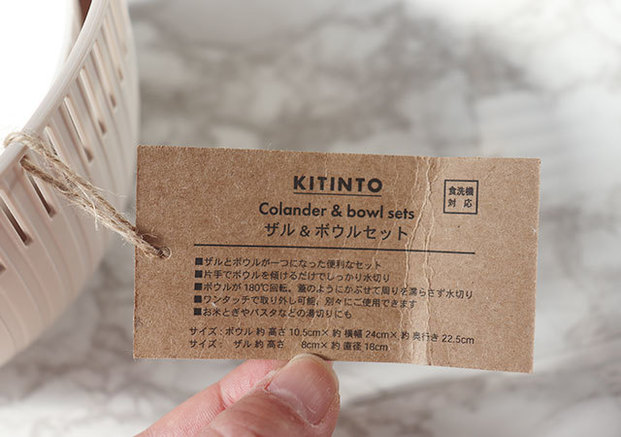 KITINTO
食洗機
対応
Colander & bowl sets
ザル&ボウルセット
■ザルとボウルが一つになった便利なセット
■片手でボウルを傾けるだけでしっかり水切り
■ボウルが180℃回転。蓋のようにかぶせて周りを濡らさず水切り
■ワンタッチで取り外し可能。別々にご使用できます
■お米とぎやパスタなどの湯切りにも
サイズ:ボウル 約 高さ 10.5cm× 約 横幅 24cm× 約 奥行き 22.5cm
サイズ: ザル 約 高さ 8cm× 約 直径 18cm